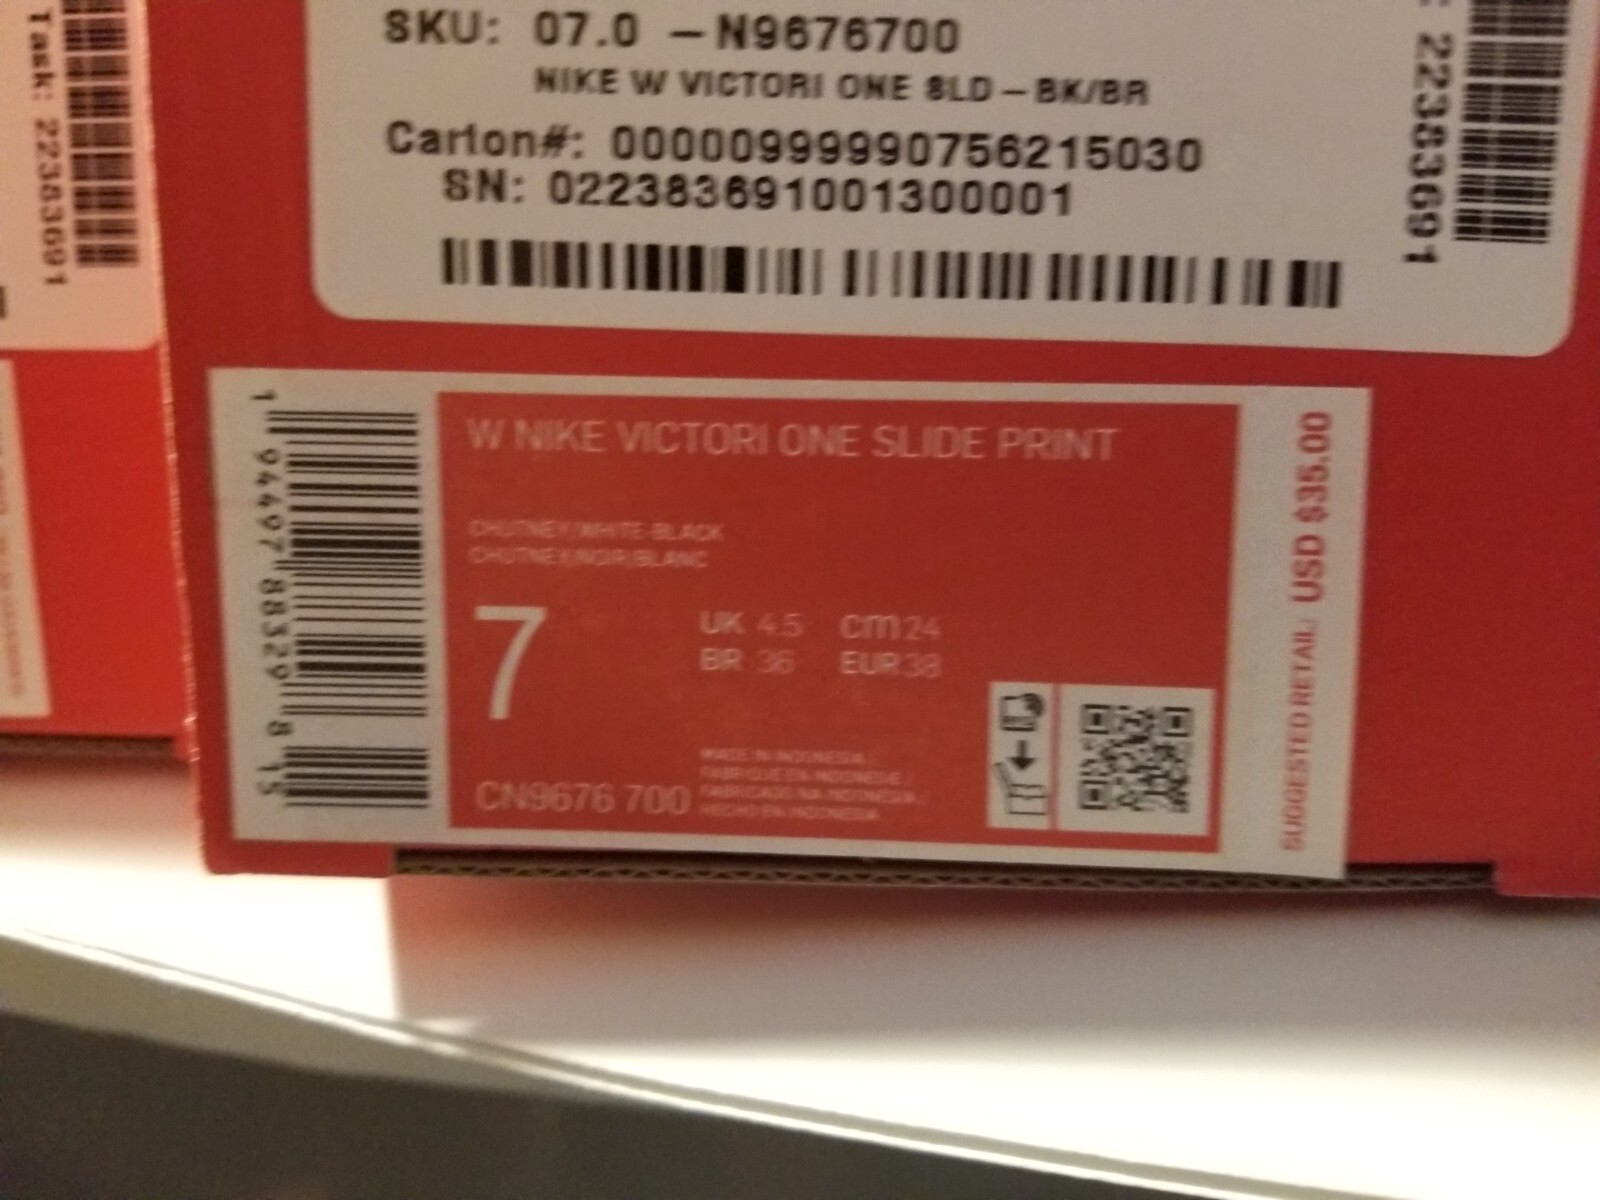 SKU: 07.0 -N9676700
NIKE W VICTORI ONE SLD-BK/BR
Carton#: 00000999990756215030
SN: 022383691001300001
Task: 22383691
: 22383691
W NIKE VICTORI ONE SLIDE PRINT
CHUTNEY/WHITE-BLACK
CHUTNEY/NOIR/BLANC
7
UK 4.5 cm 24
BR 36 EUR 38
CN9676 700
MADE IN INDONESIA /
FABRIQUE EN INDONESIE /
FABRICADO NA INDONESIA /
HECHO EN INDONESIA
1 94497 88329 8 15
SUGGESTED RETAIL: USD $35.00